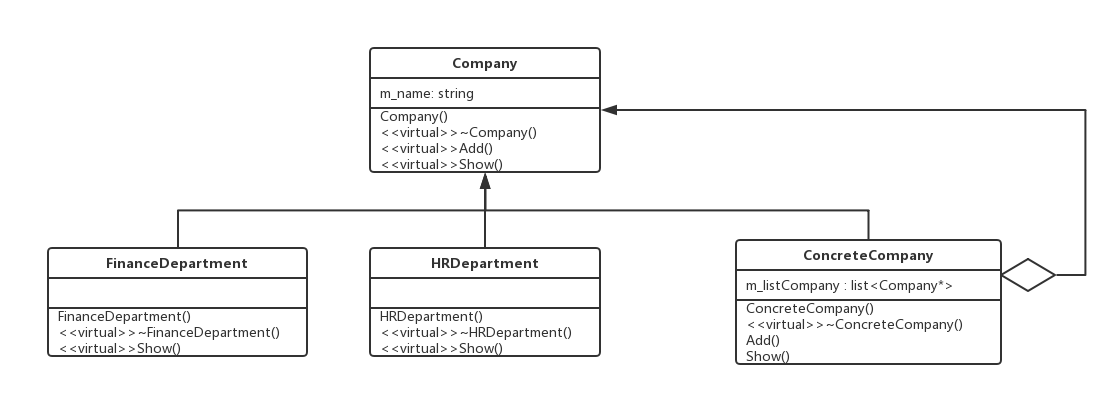 Company
m_name: string
Company()
<<virtual>>~Company()
<<virtual>>Add()
<<virtual>>Show()
FinanceDepartment
FinanceDepartment()
<<virtual>>~FinanceDepartment()
<<virtual>>Show()
HRDepartment
HRDepartment()
<<virtual>>~HRDepartment()
<<virtual>>Show()
ConcreteCompany
m_listCompany : list<Company*>
ConcreteCompany()
<<virtual>>~ConcreteCompany()
Add()
Show()